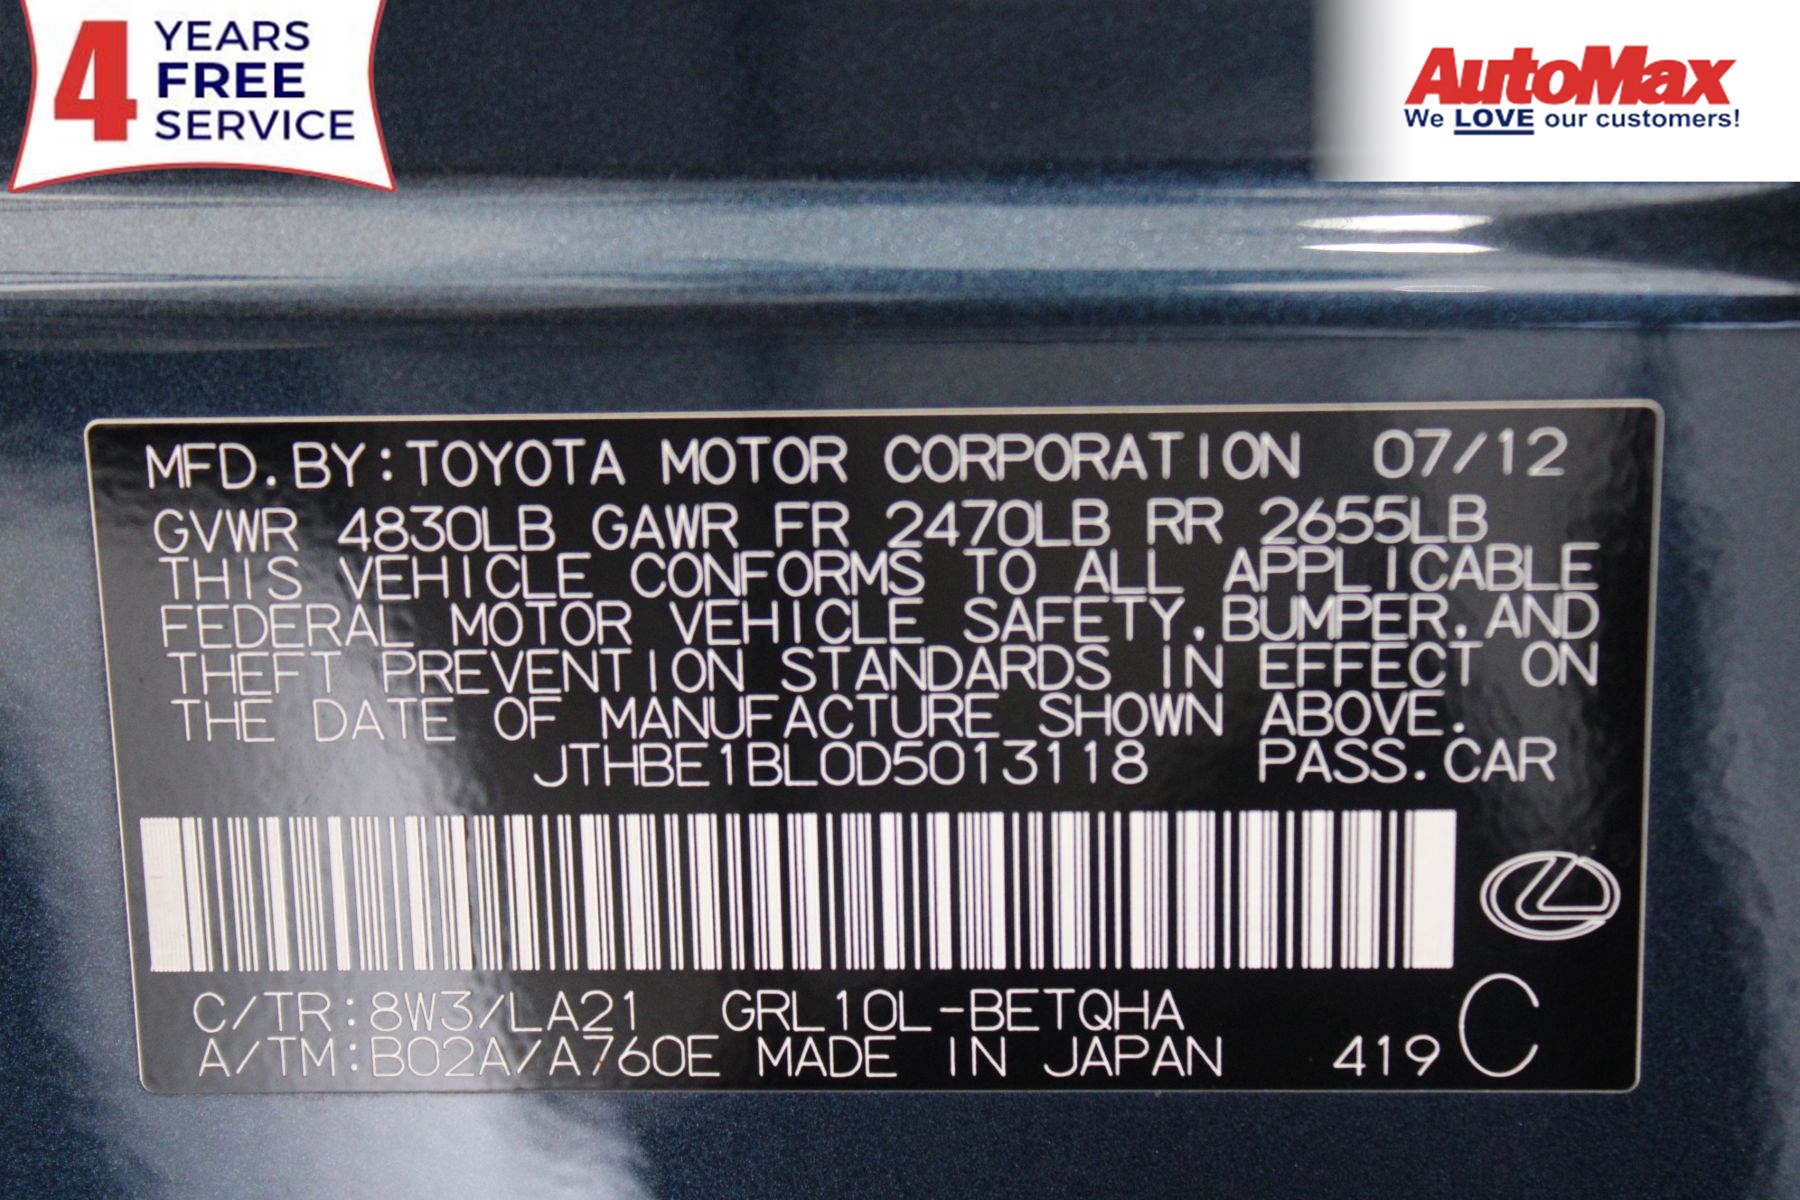 4 YEARS
FREE
SERVICE
AutoMax
We LOVE our customers!
MFD. BY: TOYOTA MOTOR CORPORATION 07/12
GVWR 4830LB GAWR FR 2470LB RR 2655LB
THIS VEHICLE CONFORMS TO ALL APPLICABLE
FEDERAL MOTOR VEHICLE SAFETY, BUMPER, AND
THEFT PREVENTION STANDARDS IN EFFECT ON
THE DATE OF MANUFACTURE SHOWN ABOVE.
JTHBE1BL0D5013118 PASS. CAR
C/TR: 8W3/LA21 GRL10L-BETQHA
A/TM: B02A/A760E MADE IN JAPAN 419 C